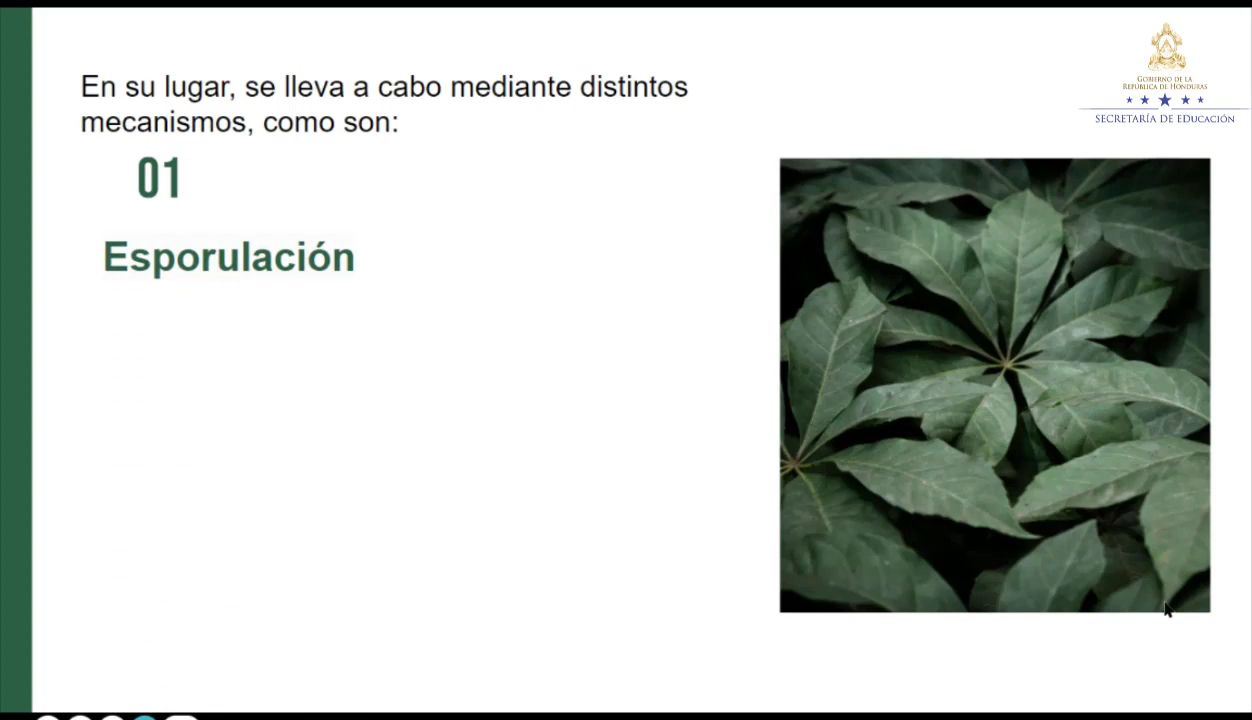 En su lugar, se lleva a cabo mediante distintos
mecanismos, como son:
01
Esporulación
GOBIERNO DE LA
REPÚBLICA DE HONDURAS
SECRETARÍA DE EDUCACIÓN